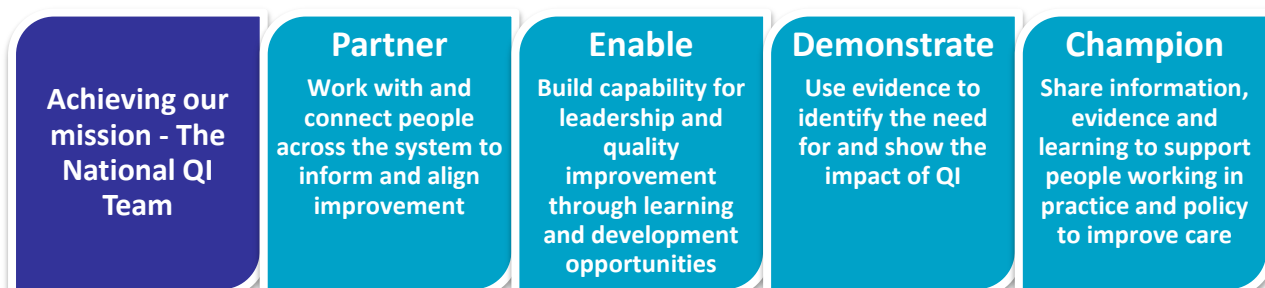 Achieving our
mission - The
National QI
Team
Partner
Work with and
connect people
across the system to
inform and align
improvement
Enable
Build capability for
leadership and
quality
improvement
through learning
and development
opportunities
Demonstrate
Use evidence to
identify the need
for and show the
impact of QI
Champion
Share information,
evidence and
learning to support
people working in
practice and policy
to improve care